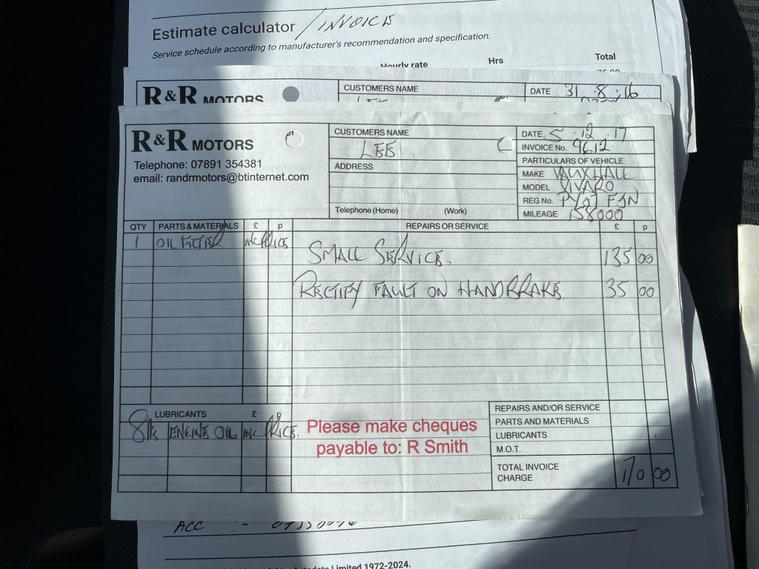 Estimate calculator / INVOICE
Service schedule according to manufacturer's recommendation and specification.
Hourly rate Hrs Total
R&R MOTORS CUSTOMERS NAME DATE 31.8.16
R&R MOTORS
Telephone: 07891 354381
email: randrmotors@btinternet.com
CUSTOMERS NAME
LEE
ADDRESS
Telephone (Home) (Work)
DATE 5.12.17
INVOICE No. 9612
PARTICULARS OF VEHICLE
MAKE VAUXHALL
MODEL VIVARO
REG No.
MILEAGE 158000
QTY PARTS & MATERIALS £ p REPAIRS OR SERVICE £ p
1 OIL FILTER INC PRICE
SMALL SERVICE. 135 00
RECTIFY FAULT ON HANDBRAKE 35 00
LUBRICANTS £ p
ENGINE OIL INC PRICE.
Please make cheques
payable to: R Smith
REPAIRS AND/OR SERVICE
PARTS AND MATERIALS
LUBRICANTS
M.O.T.
TOTAL INVOICE
CHARGE 170 00
ACC :-
Limited 1972-2024.